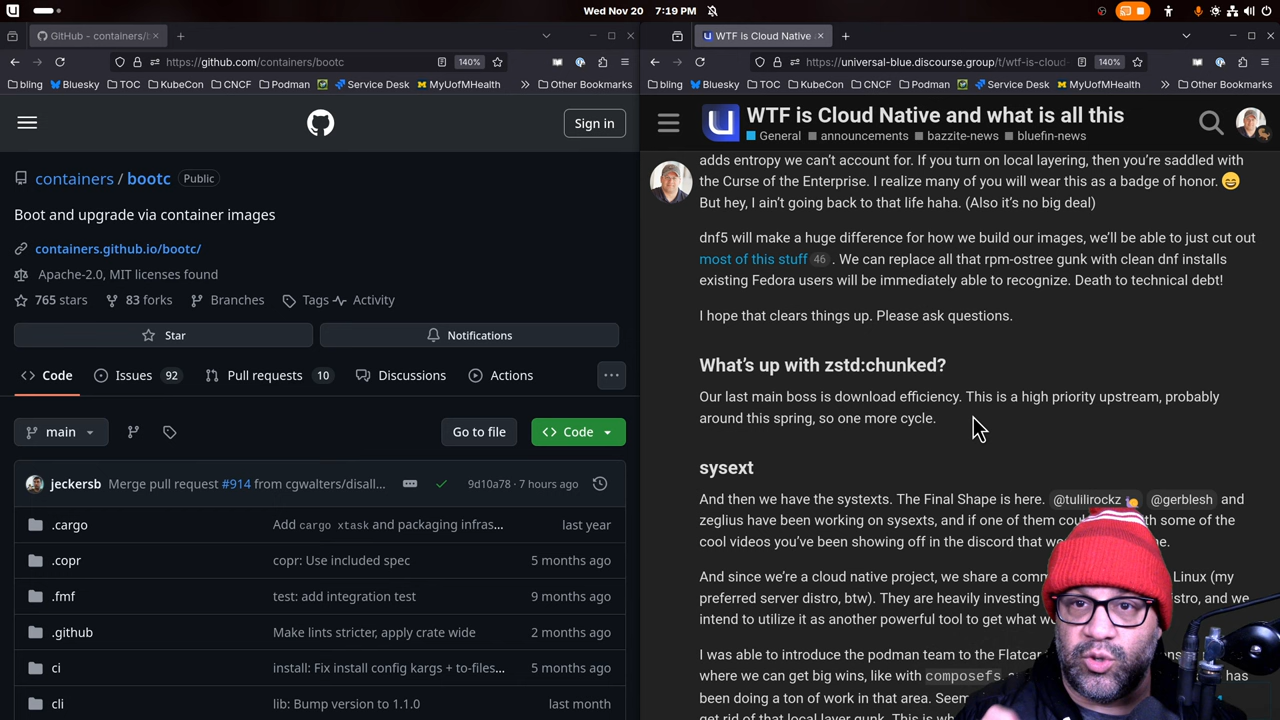 Wed Nov 20 7:19 PM
GitHub - containers/b
https://github.com/containers/bootc
140%
bling Bluesky TOC KubeCon CNCF Podman Service Desk MyUofMHealth Other Bookmarks
Sign in
containers / bootc Public
Boot and upgrade via container images
containers.github.io/bootc/
Apache-2.0, MIT licenses found
765 stars 83 forks Branches Tags Activity
Star Notifications
Code Issues 92 Pull requests 10 Discussions Actions
main Go to file Code
jeckersb Merge pull request #914 from cgwalters/disall... 9d10a78 · 7 hours ago
.cargo Add cargo xtask and packaging infras... last year
.copr copr: Use included spec 5 months ago
.fmf test: add integration test 9 months ago
.github Make lints stricter, apply crate wide 2 months ago
ci install: Fix install config kargs + to-files... 5 months ago
cli lib: Bump version to 1.1.0 last month
WTF is Cloud Native
https://universal-blue.discourse.group/t/wtf-is-cloud-
140%
bling Bluesky TOC KubeCon CNCF Podman Service Desk MyUofMHealth Other Bookmarks
WTF is Cloud Native and what is all this
General announcements bazzite-news bluefin-news
adds entropy we can't account for. If you turn on local layering, then you're saddled with
the Curse of the Enterprise. I realize many of you will wear this as a badge of honor. 😄
But hey, I ain't going back to that life haha. (Also it's no big deal)
dnf5 will make a huge difference for how we build our images, we'll be able to just cut out
most of this stuff 46 . We can replace all that rpm-ostree gunk with clean dnf installs
existing Fedora users will be immediately able to recognize. Death to technical debt!
I hope that clears things up. Please ask questions.
What's up with zstd:chunked?
Our last main boss is download efficiency. This is a high priority upstream, probably
around this spring, so one more cycle.
sysext
And then we have the systexts. The Final Shape is here. @tulilirockz @gerblesh and
zeglius have been working on sysexts, and if one of them cou th some of the
cool videos you've been showing off in the discord that we
And since we're a cloud native project, we share a comm Linux (my
preferred server distro, btw). They are heavily investing stro, and we
intend to utilize it as another powerful tool to get what w
I was able to introduce the podman team to the Flatcar
where we can get big wins, like with composefs has
been doing a ton of work in that area. Seem
get rid of that local layer gunk. This is wh